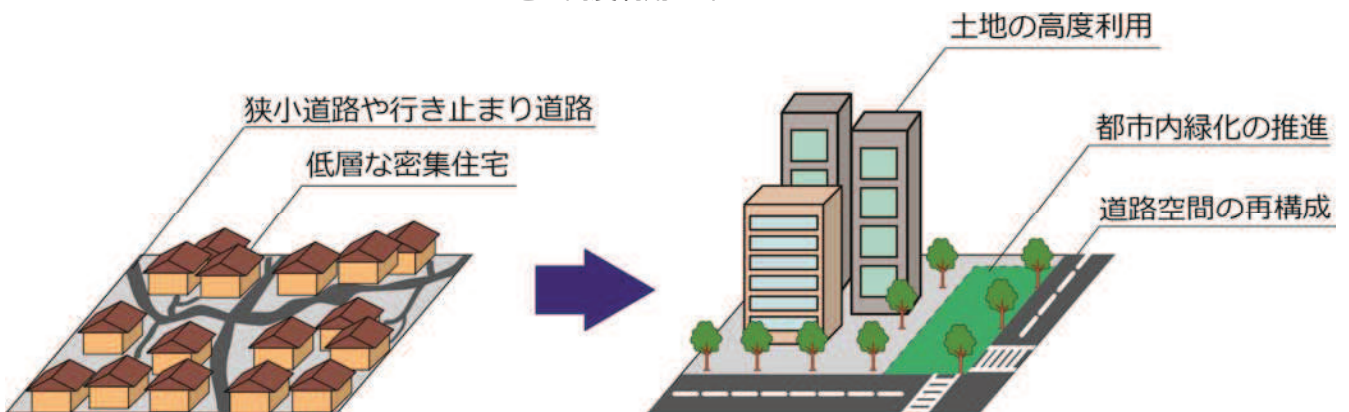 土地の高度利用
狭小道路や行き止まり道路
都市内緑化の推進
低層な密集住宅
道路空間の再構成